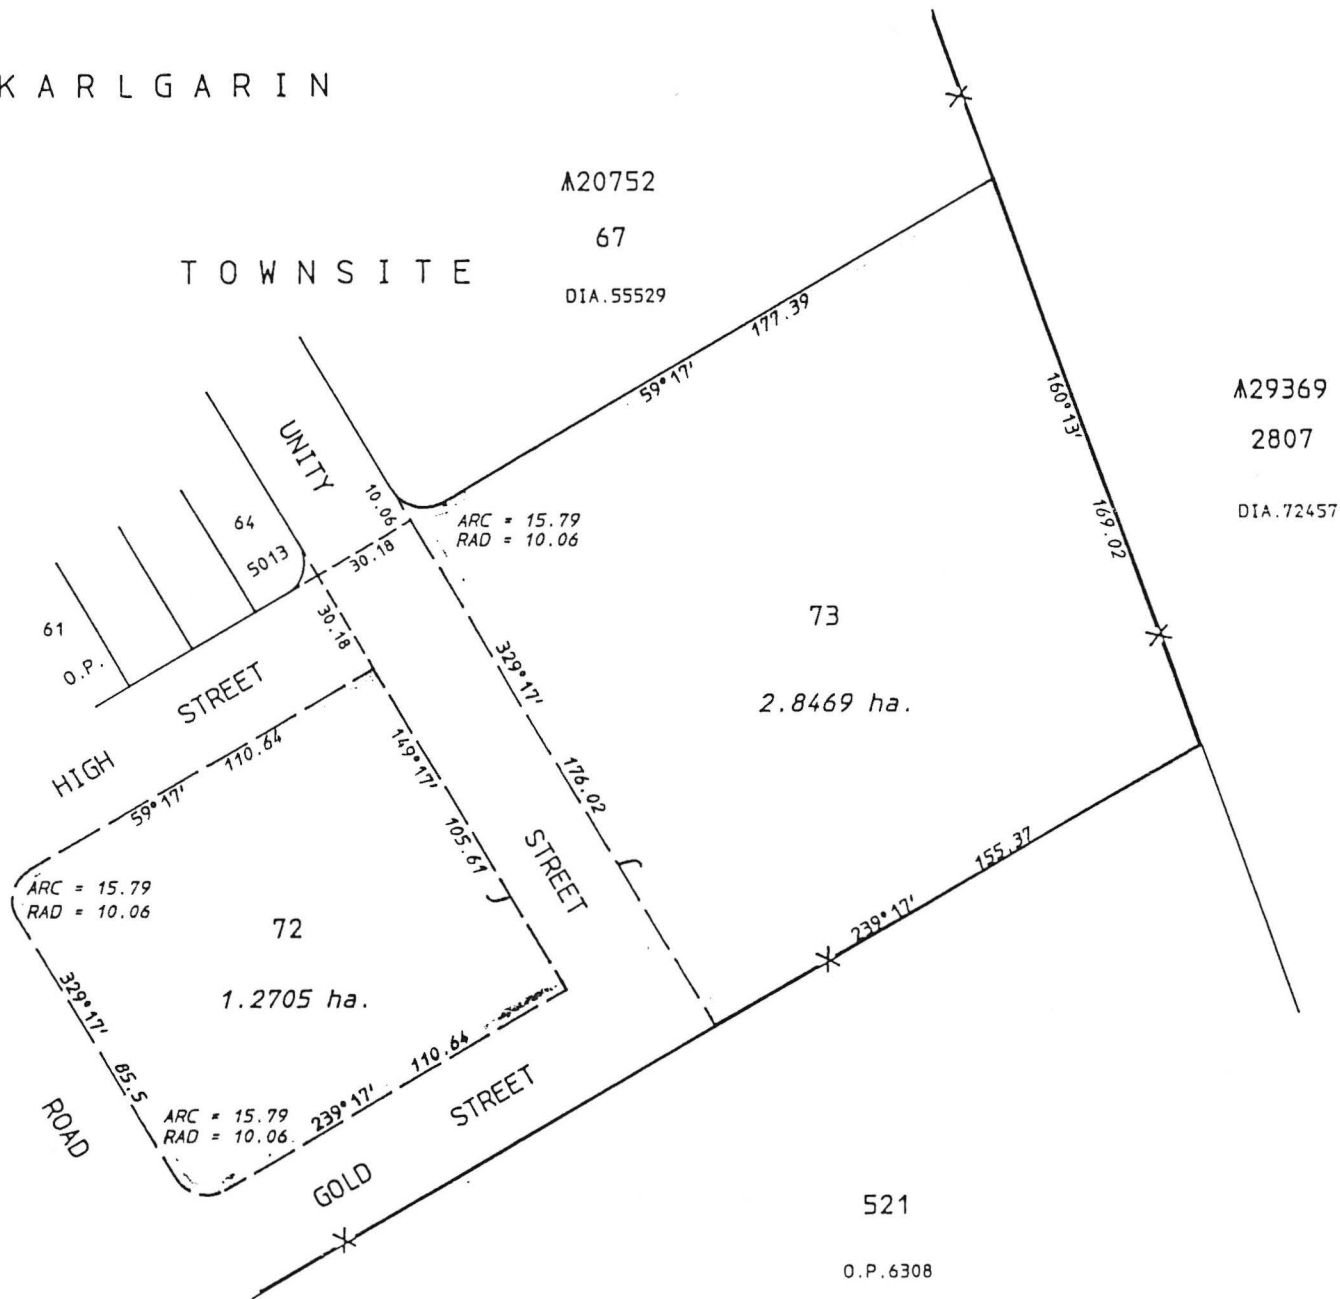 KARLGARIN
A20752
67
DIA.55529
TOWNSITE
177.39
59°17'
160°13'
169.02
A29369
2807
DIA.72457
UNITY
10.06
ARC = 15.79
RAD = 10.06
30.18
64
5013
61
O.P.
30.18
STREET
HIGH
110.64
59°17'
149°17'
105.61
329°17'
176.02
73
2.8469 ha.
STREET
155.37
239°17'
ARC = 15.79
RAD = 10.06
72
1.2705 ha.
329°17'
85.5
ROAD
ARC = 15.79
RAD = 10.06
239°17'
110.64
STREET
GOLD
521
O.P.6308